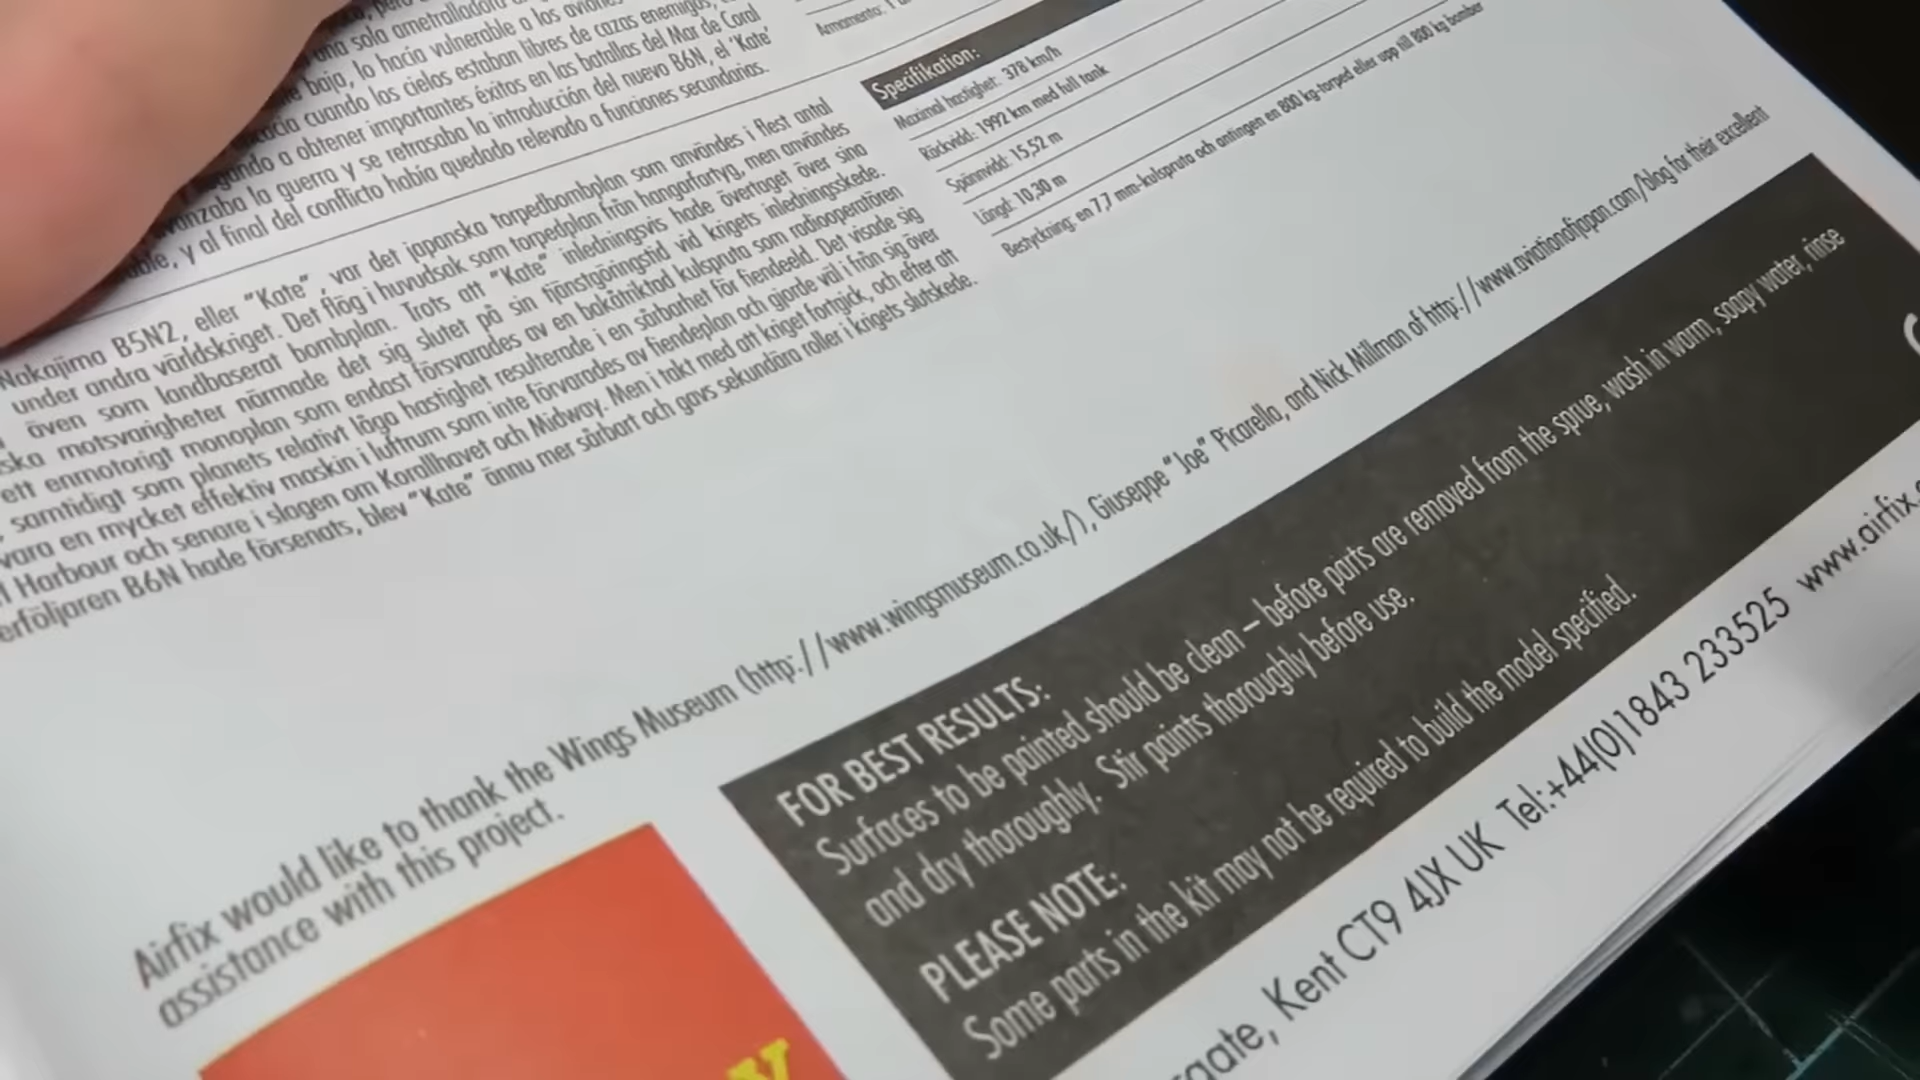 una sola ametralladora
baja, lo hacía vulnerable a los aviones
cuando los cielos estaban libres de cazas enemigos,
a obtener importantes éxitos en las batallas del Mar de Coral
la guerra y se retrasaba la introducción del nuevo B6N, el 'Kate'
y al final del conflicto había quedado relevado a funciones secundarias.
Nakajima B5N2, eller "Kate", var det japanska torpedbombplan som användes i flest antal
under andra världskriget. Det flög i huvudsak som torpedplan från hangarfartyg, men användes
även som landbaserat bombplan. Trots att "Kate" inledningsvis hade övertaget över sina
motsvarigheter närmade det sig slutet på sin tjänstgöringstid vid krigets inledningsskede.
ett enmotorigt monoplan som endast försvarades av en bakåtriktad kulspruta som radiooperatören
samtidigt som planets relativt låga hastighet resulterade i en sårbarhet för fiendeeld. Det visade sig
vara en mycket effektiv maskin i luftrum som inte förvarades av fiendeplan och gjorde väl i från sig över
Harbour och senare i slagen om Korallhavet och Midway. Men i takt med att kriget fortgick, och efter att
B6N hade försenats, blev "Kate" ännu mer sårbart och gavs sekundära roller i krigets slutskede.
Armamento:
Specifikation:
Maximal hastighet: 378 km/h
Räckvidd: 1992 km med full tank
Spännvidd: 15,52 m
Längd: 10,30 m
Bestyckning: en 7,7 mm-kulspruta och antingen en 800 kg-torped eller upp till 800 kg bomber
Airfix would like to thank the Wings Museum (http://www.wingsmuseum.co.uk/), Giuseppe "Joe" Picarella, and Nick Millman of http://www.aviationofjapan.com/blog for their excellent
assistance with this project.
FOR BEST RESULTS:
Surfaces to be painted should be clean – before parts are removed from the sprue, wash in warm, soapy water, rinse
and dry thoroughly. Stir paints thoroughly before use.
PLEASE NOTE:
Some parts in the kit may not be required to build the model specified.
Kent CT9 4JX UK Tel:+44(0)1843 233525 www.airfix.